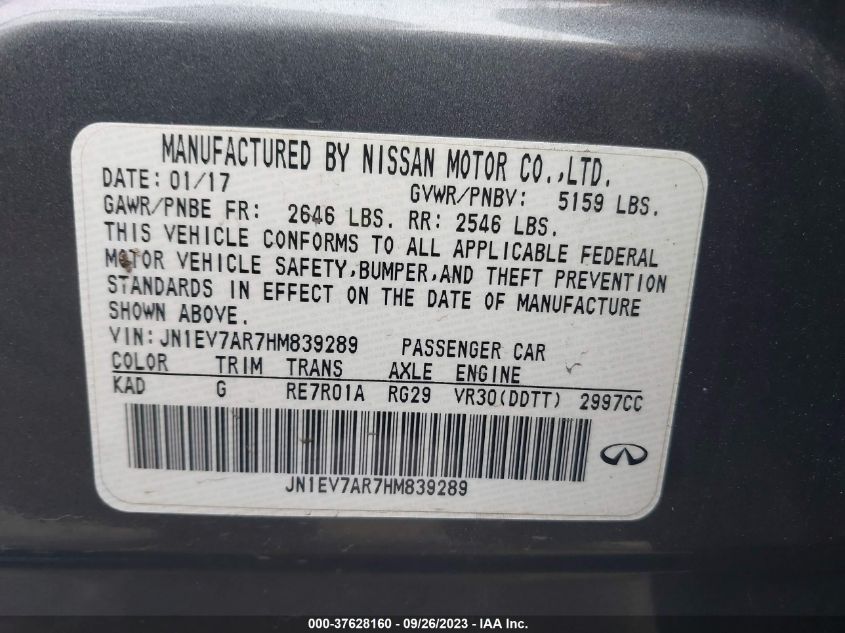 MANUFACTURED BY NISSAN MOTOR CO.,LTD.
DATE: 01/17 GVWR/PNBV: 5159 LBS.
GAWR/PNBE FR: 2646 LBS. RR: 2546 LBS.
THIS VEHICLE CONFORMS TO ALL APPLICABLE FEDERAL
MOTOR VEHICLE SAFETY,BUMPER,AND THEFT PREVENTION
STANDARDS IN EFFECT ON THE DATE OF MANUFACTURE
SHOWN ABOVE.
VIN:JN1EV7AR7HM839289 PASSENGER CAR
COLOR TRIM TRANS AXLE ENGINE
KAD G RE7R01A RG29 VR30(DDTT) 2997CC
JN1EV7AR7HM839289
000-37628160 - 09/26/2023 - IAA Inc.